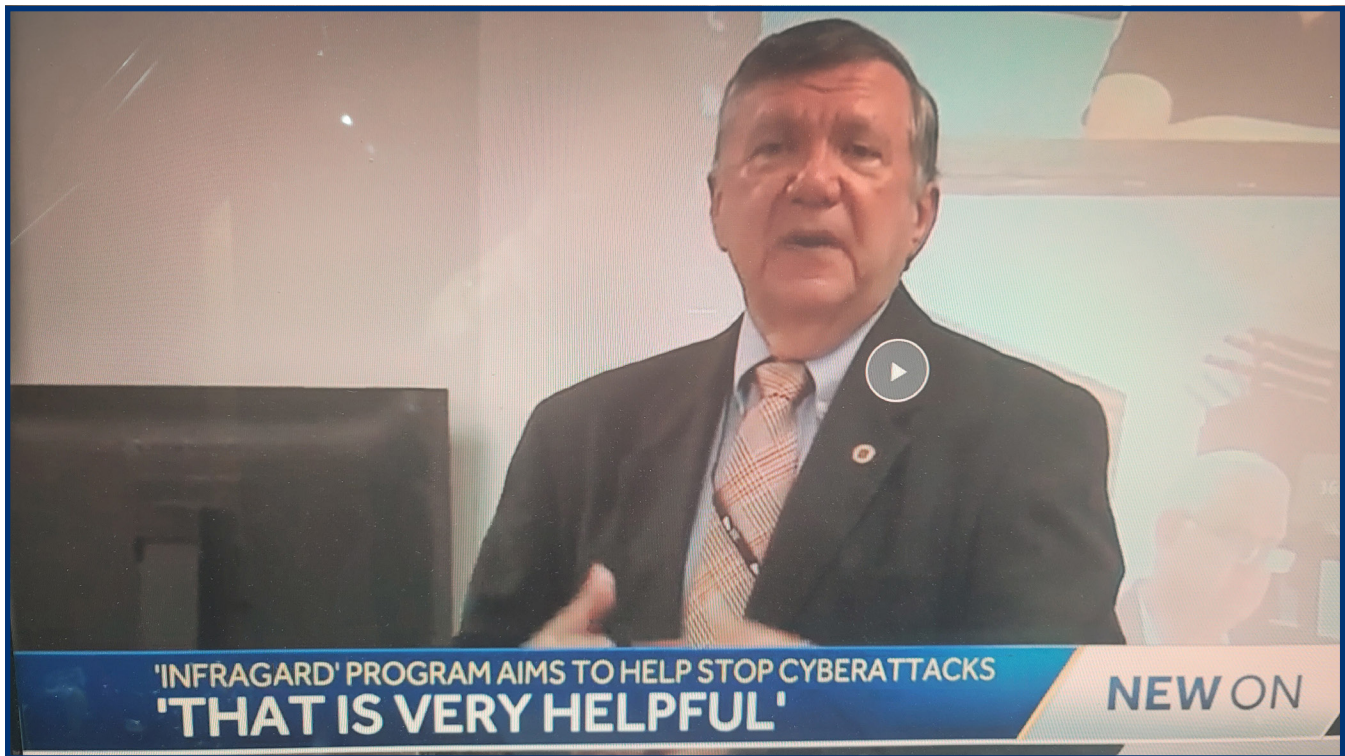 'INFRAGARD' PROGRAM AIMS TO HELP STOP CYBERATTACKS
'THAT IS VERY HELPFUL'
NEW ON